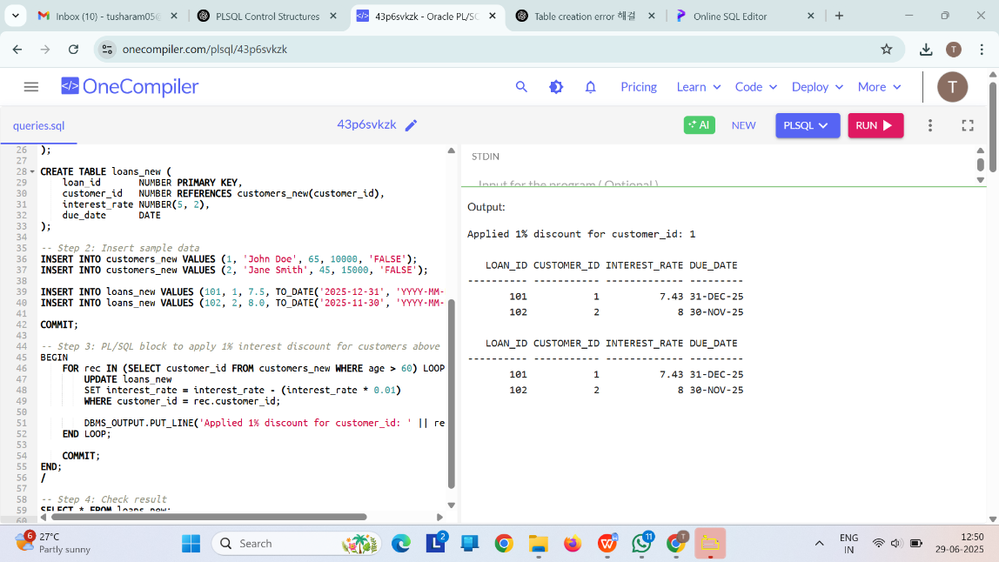 Inbox (10) - tusharam05@
PLSQL Control Structures
43p6svkzk - Oracle PL/SQ
Table creation error 해결
Online SQL Editor
onecompiler.com/plsql/43p6svkzk
T
</> OneCompiler
Pricing
Learn
Code
Deploy
More
T
queries.sql
43p6svkzk
AI
NEW
PLSQL
RUN
26 );
27
28 CREATE TABLE loans_new (
29 loan_id NUMBER PRIMARY KEY,
30 customer_id NUMBER REFERENCES customers_new(customer_id),
31 interest_rate NUMBER(5, 2),
32 due_date DATE
33 );
34
35 -- Step 2: Insert sample data
36 INSERT INTO customers_new VALUES (1, 'John Doe', 65, 10000, 'FALSE');
37 INSERT INTO customers_new VALUES (2, 'Jane Smith', 45, 15000, 'FALSE');
38
39 INSERT INTO loans_new VALUES (101, 1, 7.5, TO_DATE('2025-12-31', 'YYYY-MM-
40 INSERT INTO loans_new VALUES (102, 2, 8.0, TO_DATE('2025-11-30', 'YYYY-MM-
41
42 COMMIT;
43
44 -- Step 3: PL/SQL block to apply 1% interest discount for customers above
45 BEGIN
46 FOR rec IN (SELECT customer_id FROM customers_new WHERE age > 60) LOOP
47 UPDATE loans_new
48 SET interest_rate = interest_rate - (interest_rate * 0.01)
49 WHERE customer_id = rec.customer_id;
50
51 DBMS_OUTPUT.PUT_LINE('Applied 1% discount for customer_id: ' || re
52 END LOOP;
53
54 COMMIT;
55 END;
56 /
57
58 -- Step 4: Check result
59 SELECT * FROM loans_new;
60
STDIN
Input for the program ( Optional )
Output:
Applied 1% discount for customer_id: 1
LOAN_ID CUSTOMER_ID INTEREST_RATE DUE_DATE
---------- ----------- ------------- ---------
101 1 7.43 31-DEC-25
102 2 8 30-NOV-25
LOAN_ID CUSTOMER_ID INTEREST_RATE DUE_DATE
---------- ----------- ------------- ---------
101 1 7.43 31-DEC-25
102 2 8 30-NOV-25
6
27°C
Partly sunny
Search
L
2
W
11
T
ENG
IN
12:50
29-06-2025